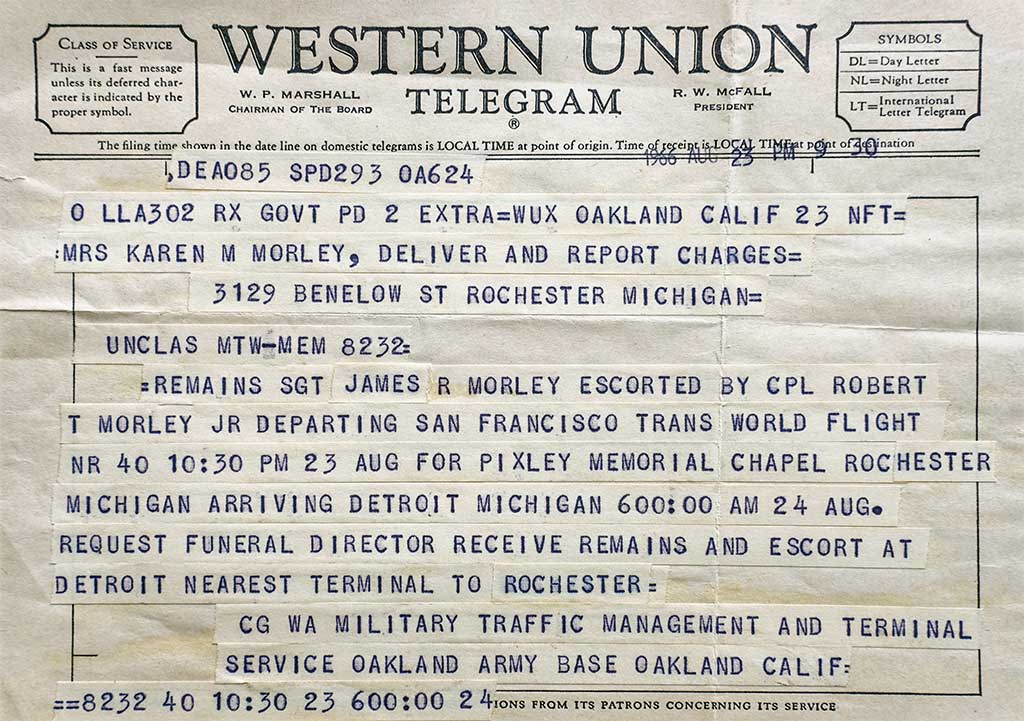 CLASS OF SERVICE
This is a fast message
unless its deferred char-
acter is indicated by the
proper symbol.
WESTERN UNION
TELEGRAM
®
W. P. MARSHALL
CHAIRMAN OF THE BOARD
R. W. McFALL
PRESIDENT
SYMBOLS
DL=Day Letter
NL=Night Letter
LT=International
Letter Telegram
The filing time shown in the date line on domestic telegrams is LOCAL TIME at point of origin. Time of receipt is LOCAL TIME at point of destination
1966 AUG 23 PM 9 30
DEA085 SPD293 OA624
O LLA302 RX GOVT PD 2 EXTRA=WUX OAKLAND CALIF 23 NFT=
:MRS KAREN M MORLEY, DELIVER AND REPORT CHARGES=
3129 BENELOW ST ROCHESTER MICHIGAN=
UNCLAS MTW-MEM 8232=
=REMAINS SGT JAMES R MORLEY ESCORTED BY CPL ROBERT
T MORLEY JR DEPARTING SAN FRANCISCO TRANS WORLD FLIGHT
NR 40 10:30 PM 23 AUG FOR PIXLEY MEMORIAL CHAPEL ROCHESTER
MICHIGAN ARRIVING DETROIT MICHIGAN 600:00 AM 24 AUG.
REQUEST FUNERAL DIRECTOR RECEIVE REMAINS AND ESCORT AT
DETROIT NEAREST TERMINAL TO ROCHESTER=
CG WA MILITARY TRAFFIC MANAGEMENT AND TERMINAL
SERVICE OAKLAND ARMY BASE OAKLAND CALIF=
==8232 40 10:30 23 600:00 24
IONS FROM ITS PATRONS CONCERNING ITS SERVICE